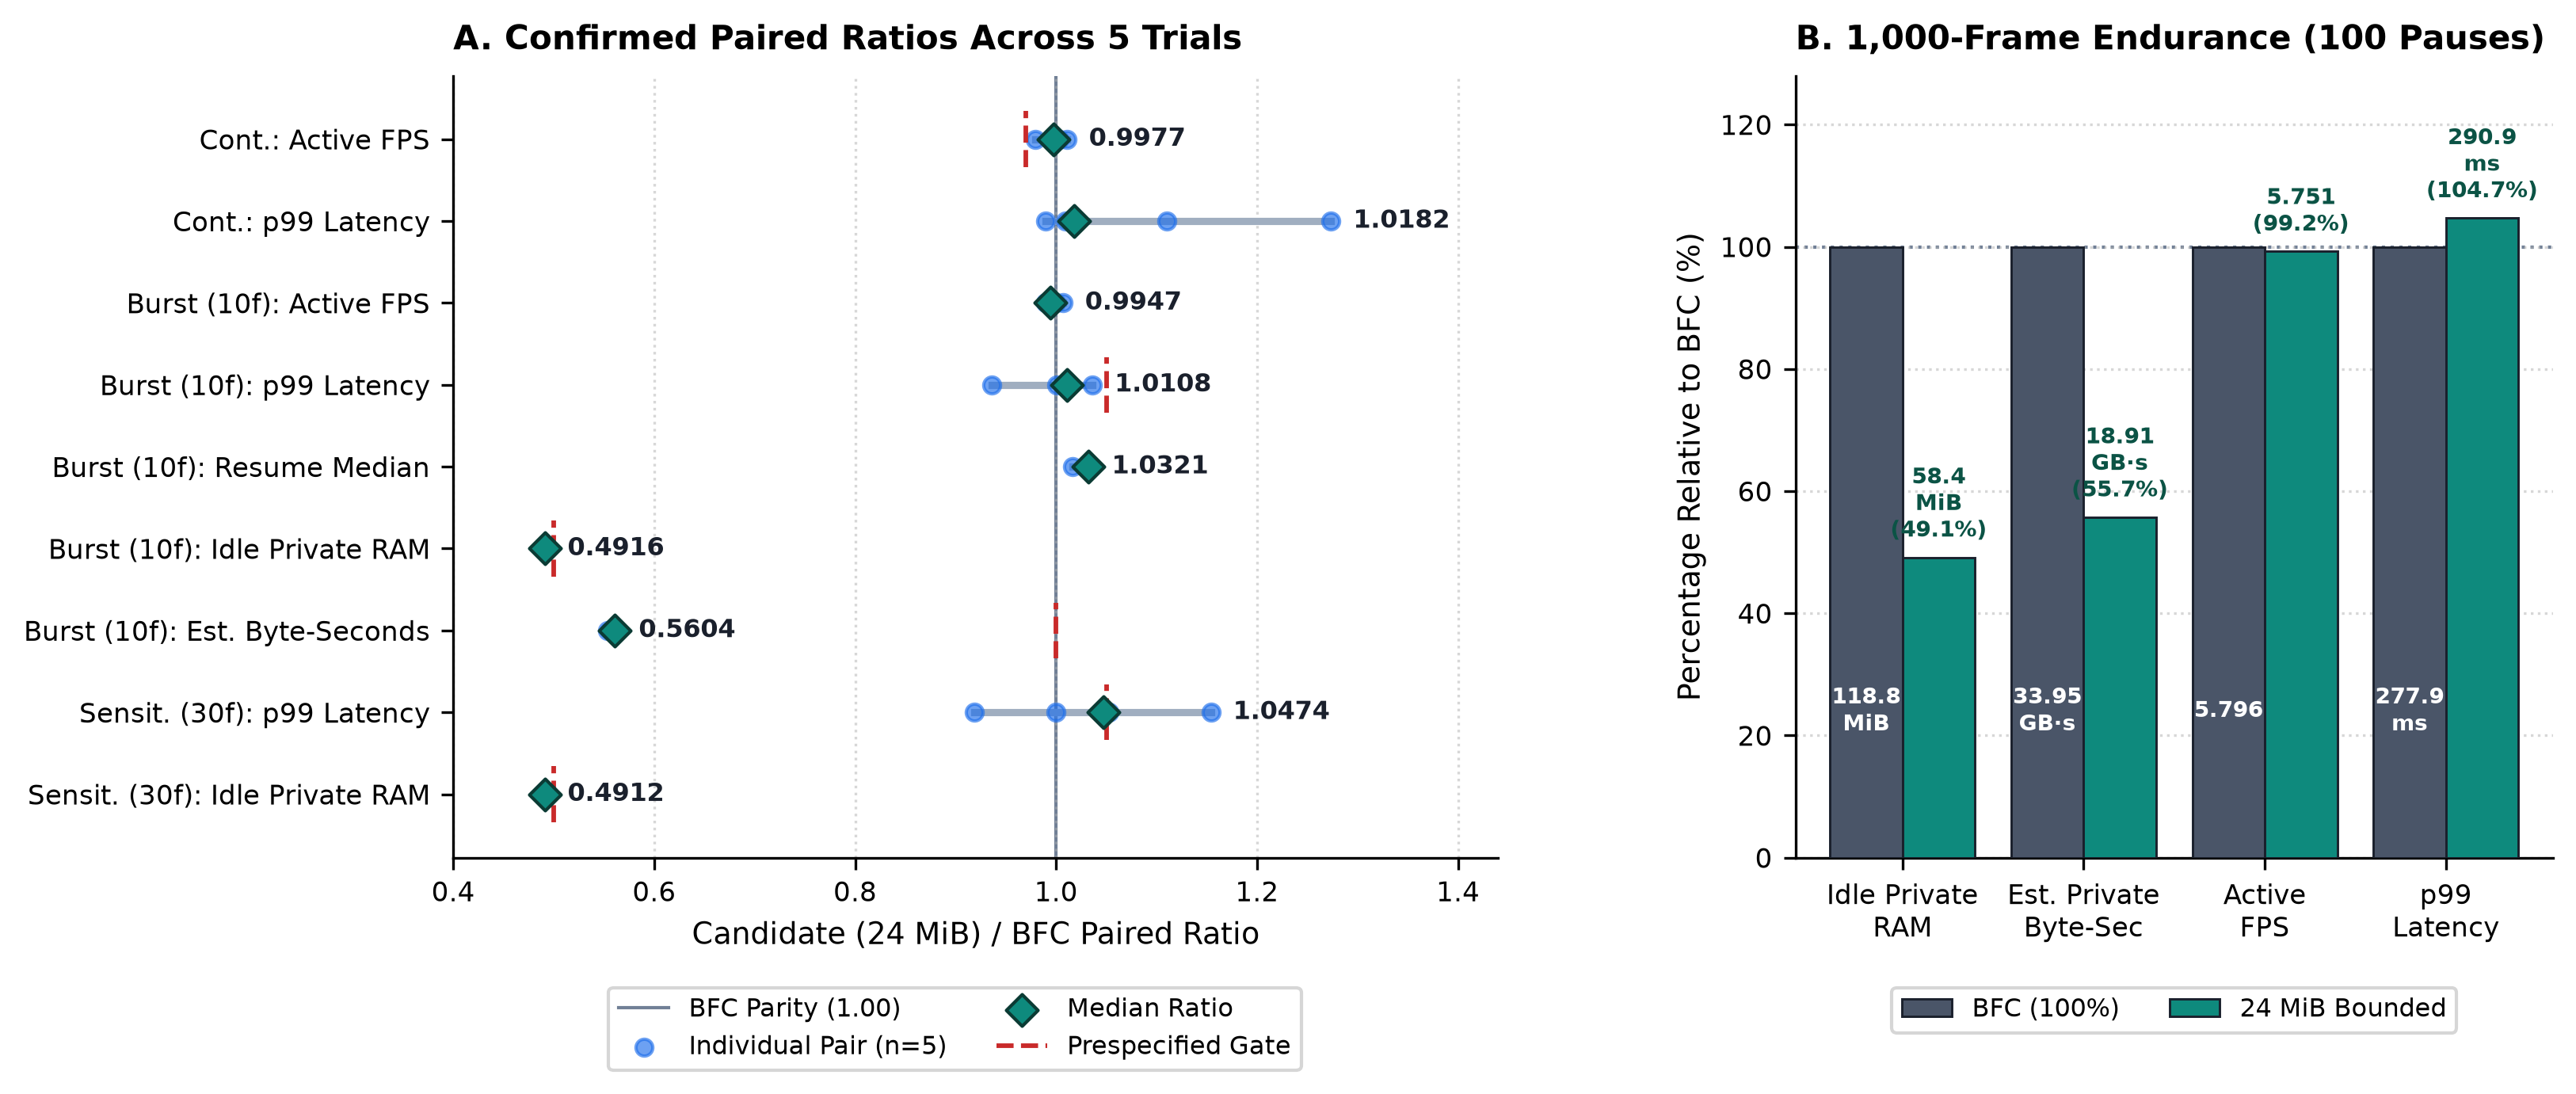 A. Confirmed Paired Ratios Across 5 Trials
Cont.: Active FPS
0.9977
Cont.: p99 Latency
1.0182
Burst (10f): Active FPS
0.9947
Burst (10f): p99 Latency
1.0108
Burst (10f): Resume Median
1.0321
Burst (10f): Idle Private RAM
0.4916
Burst (10f): Est. Byte-Seconds
0.5604
Sensit. (30f): p99 Latency
1.0474
Sensit. (30f): Idle Private RAM
0.4912
0.4 0.6 0.8 1.0 1.2 1.4
Candidate (24 MiB) / BFC Paired Ratio
BFC Parity (1.00)
Individual Pair (n=5)
Median Ratio
Prespecified Gate
B. 1,000-Frame Endurance (100 Pauses)
Percentage Relative to BFC (%)
120
100
80
60
40
20
0
118.8
MiB
58.4
MiB
(49.1%)
33.95
GB·s
18.91
GB·s
(55.7%)
5.796
5.751
(99.2%)
277.9
ms
290.9
ms
(104.7%)
Idle Private
RAM
Est. Private
Byte-Sec
Active
FPS
p99
Latency
BFC (100%)
24 MiB Bounded